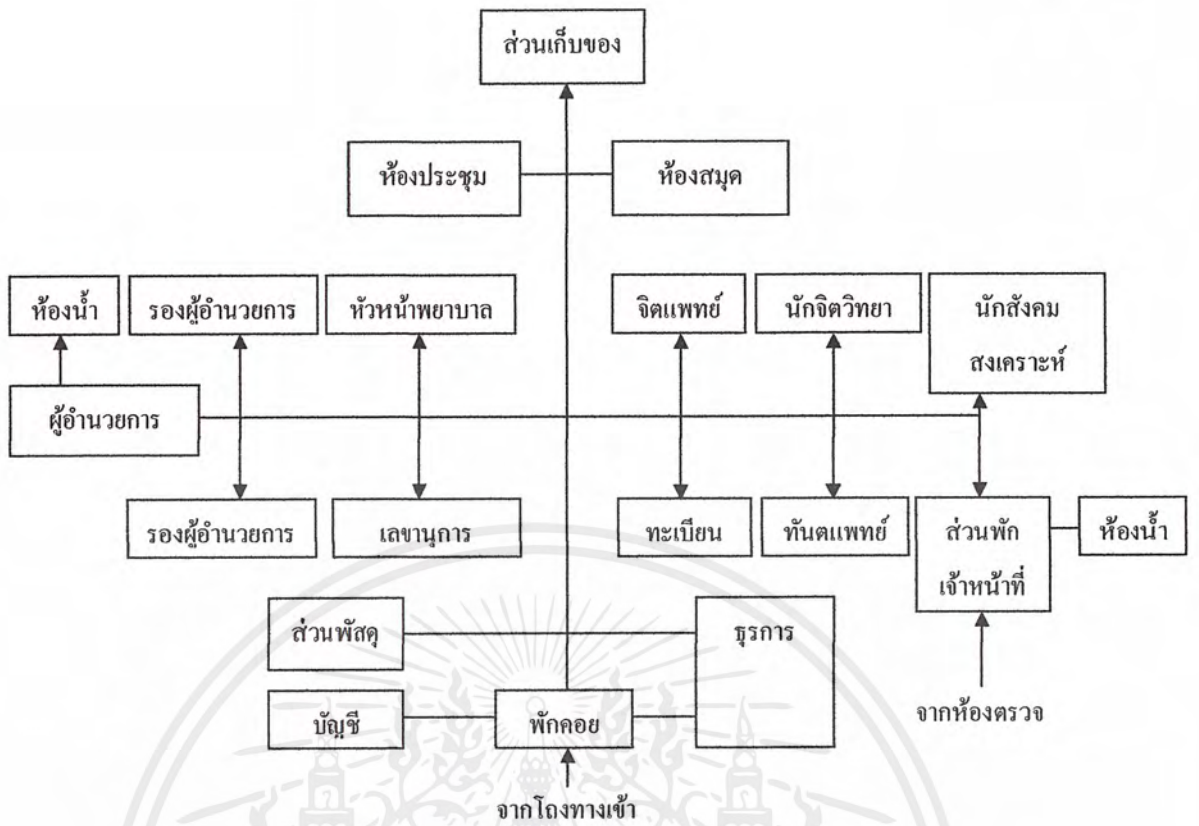 ส่วนเก็บของ
ห้องประชุม
ห้องสมุด
ห้องน้ำ
รองผู้อำนวยการ
หัวหน้าพยาบาล
จิตแพทย์
นักจิตวิทยา
นักสังคม
สงเคราะห์
ผู้อำนวยการ
รองผู้อำนวยการ
เลขานุการ
ทะเบียน
ทันตแพทย์
ส่วนพัก
เจ้าหน้าที่
ห้องน้ำ
ส่วนพัสดุ
ธุรการ
บัญชี
พักคอย
จากห้องตรวจ
จากโถงทางเข้า